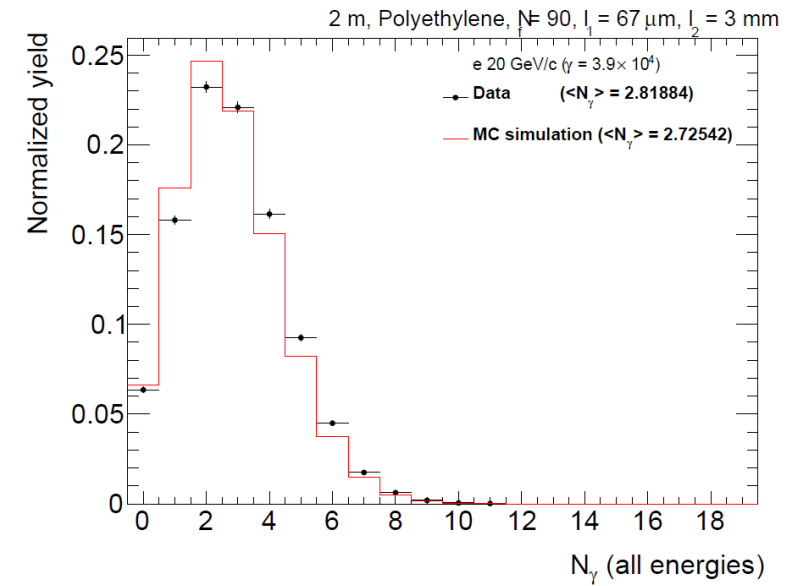 2 m, Polyethylene, N_f = 90, l_1 = 67 μm, l_2 = 3 mm
Normalized yield
e 20 GeV/c (γ = 3.9× 10⁴)
Data (<N_γ> = 2.81884)
MC simulation (<N_γ> = 2.72542)
0.25
0.2
0.15
0.1
0.05
0
0 2 4 6 8 10 12 14 16 18
N_γ (all energies)